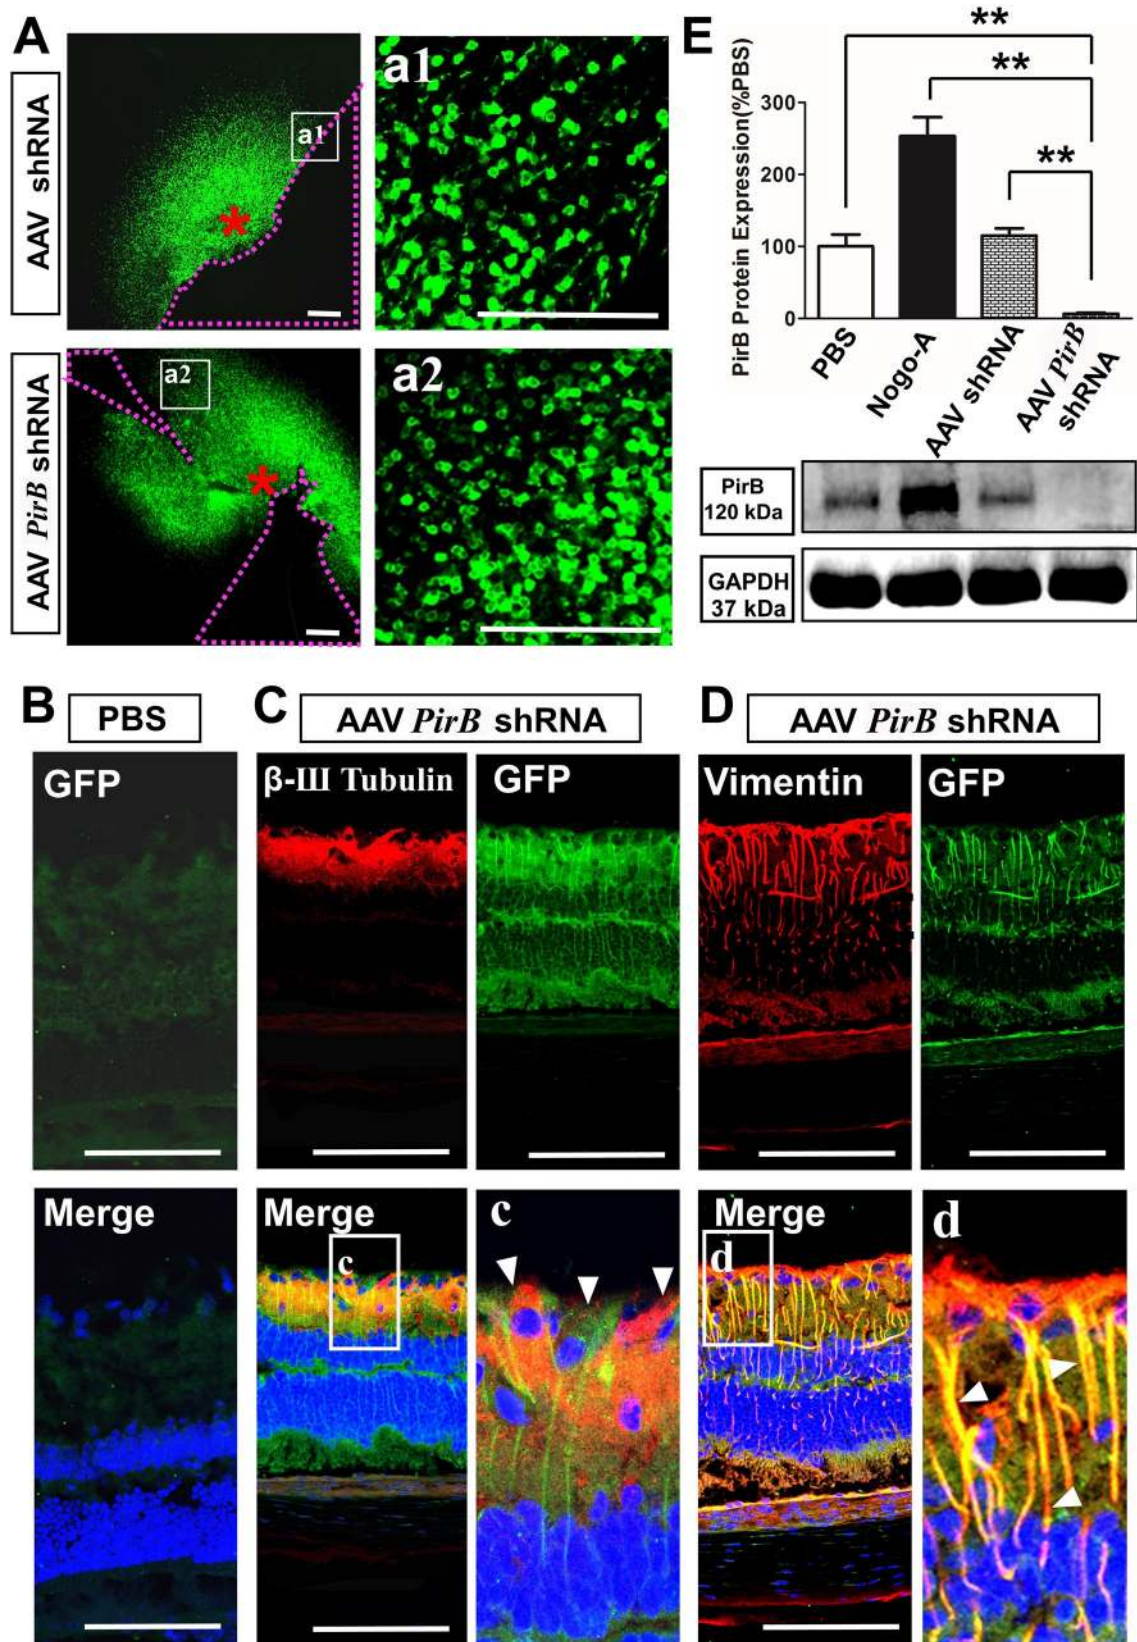 A
AAV shRNA
a1
a1
*
AAV PirB shRNA
a2
a2
*
E
**
**
**
PirB Protein Expression(%PBS)
300
200
100
0
PBS
Nogo-A
AAV shRNA
AAV PirB
shRNA
PirB
120 kDa
GAPDH
37 kDa
B
PBS
GFP
Merge
C
AAV PirB shRNA
β-III Tubulin
GFP
Merge
c
c
D
AAV PirB shRNA
Vimentin
GFP
Merge
d
d